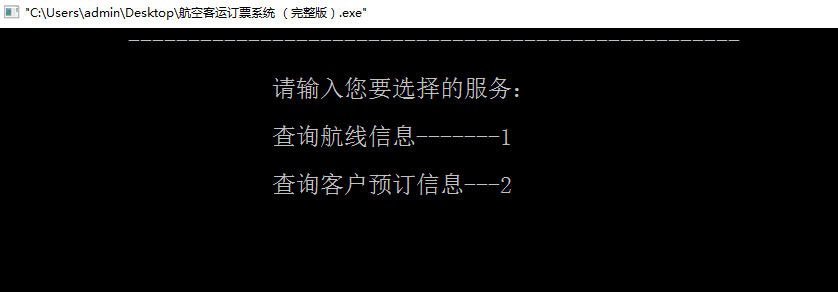 "C:\Users\admin\Desktop\航空客运订票系统 （完整版）.exe"
---------------------------------------------------
请输入您要选择的服务：
查询航线信息-------1
查询客户预订信息---2